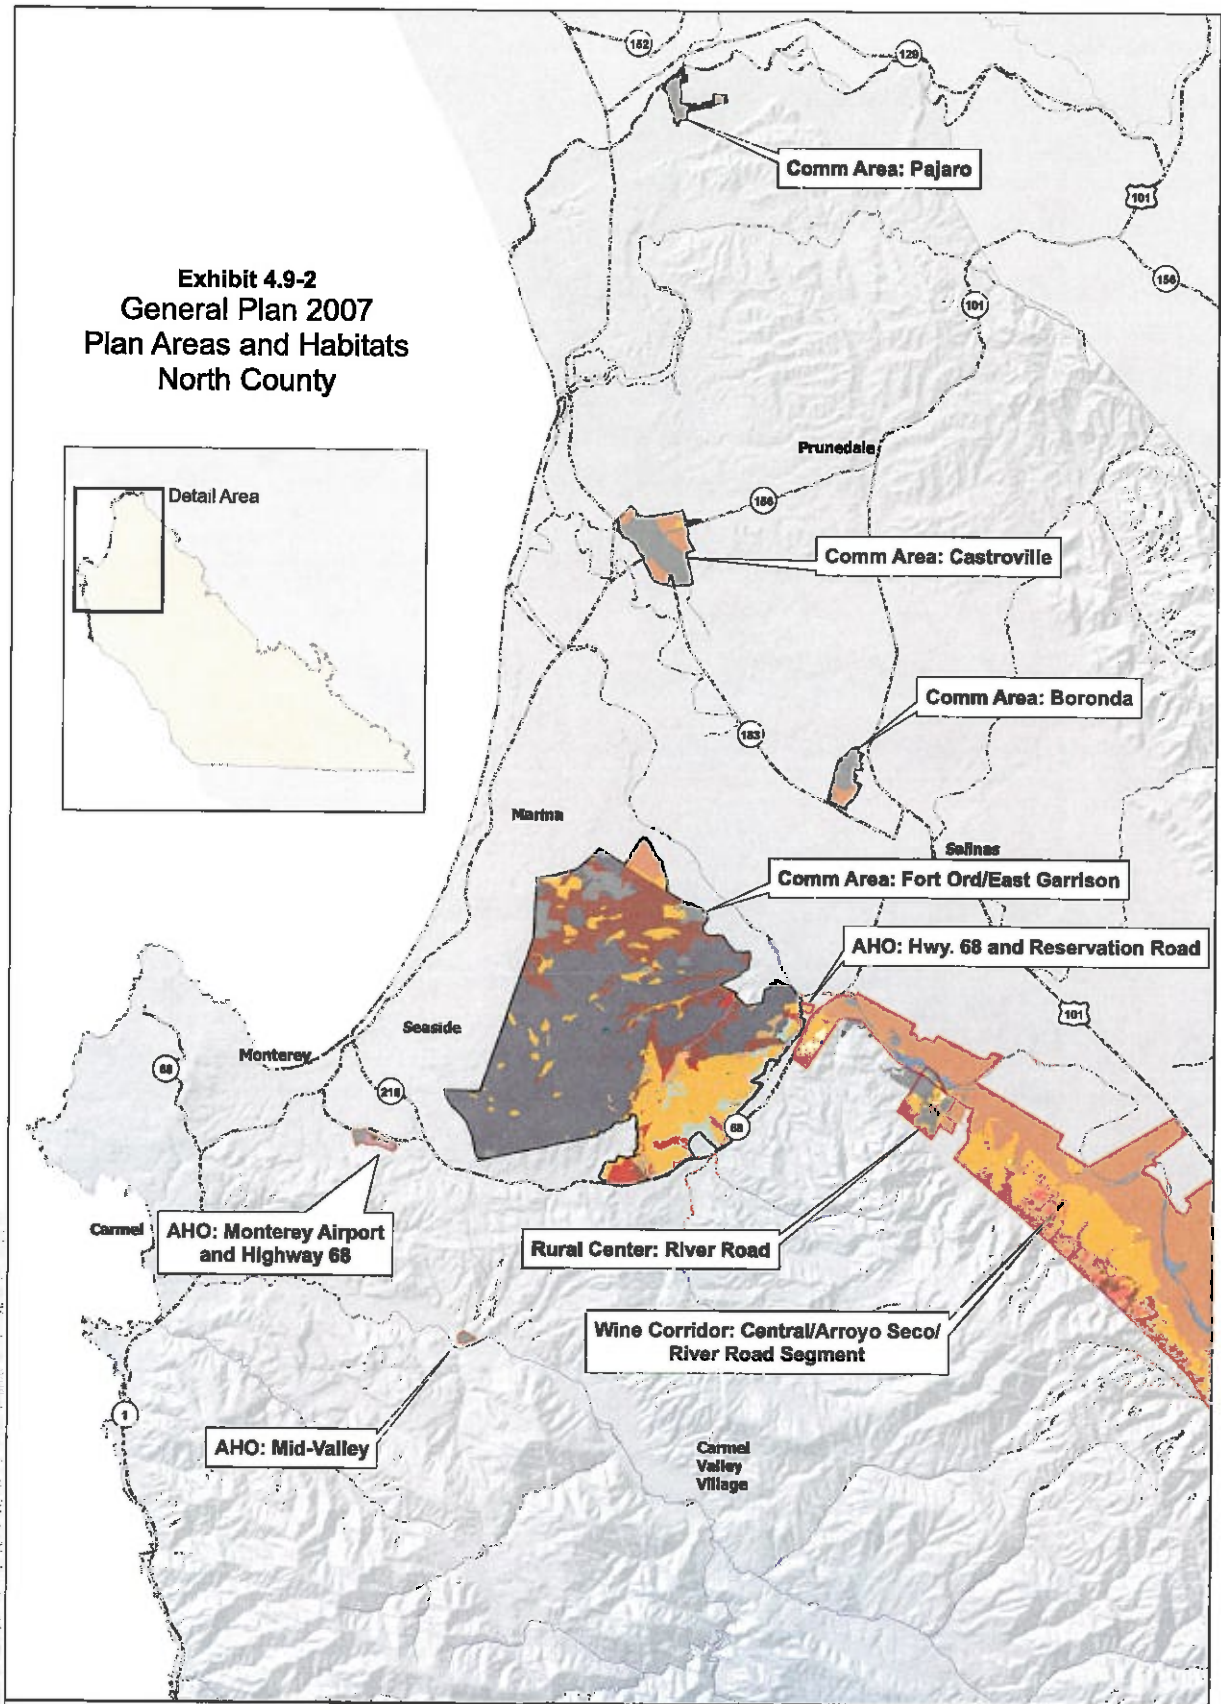 152
129
Comm Area: Pajaro
101
Exhibit 4.9-2
General Plan 2007
Plan Areas and Habitats
North County
156
101
Prunedale
Detail Area
156
Comm Area: Castroville
Comm Area: Boronda
183
Marina
Salinas
Comm Area: Fort Ord/East Garrison
AHO: Hwy. 68 and Reservation Road
101
Seaside
Monterey
68
218
68
Carmel
AHO: Monterey Airport
and Highway 68
Rural Center: River Road
Wine Corridor: Central/Arroyo Seco/
River Road Segment
1
AHO: Mid-Valley
Carmel
Valley
Village